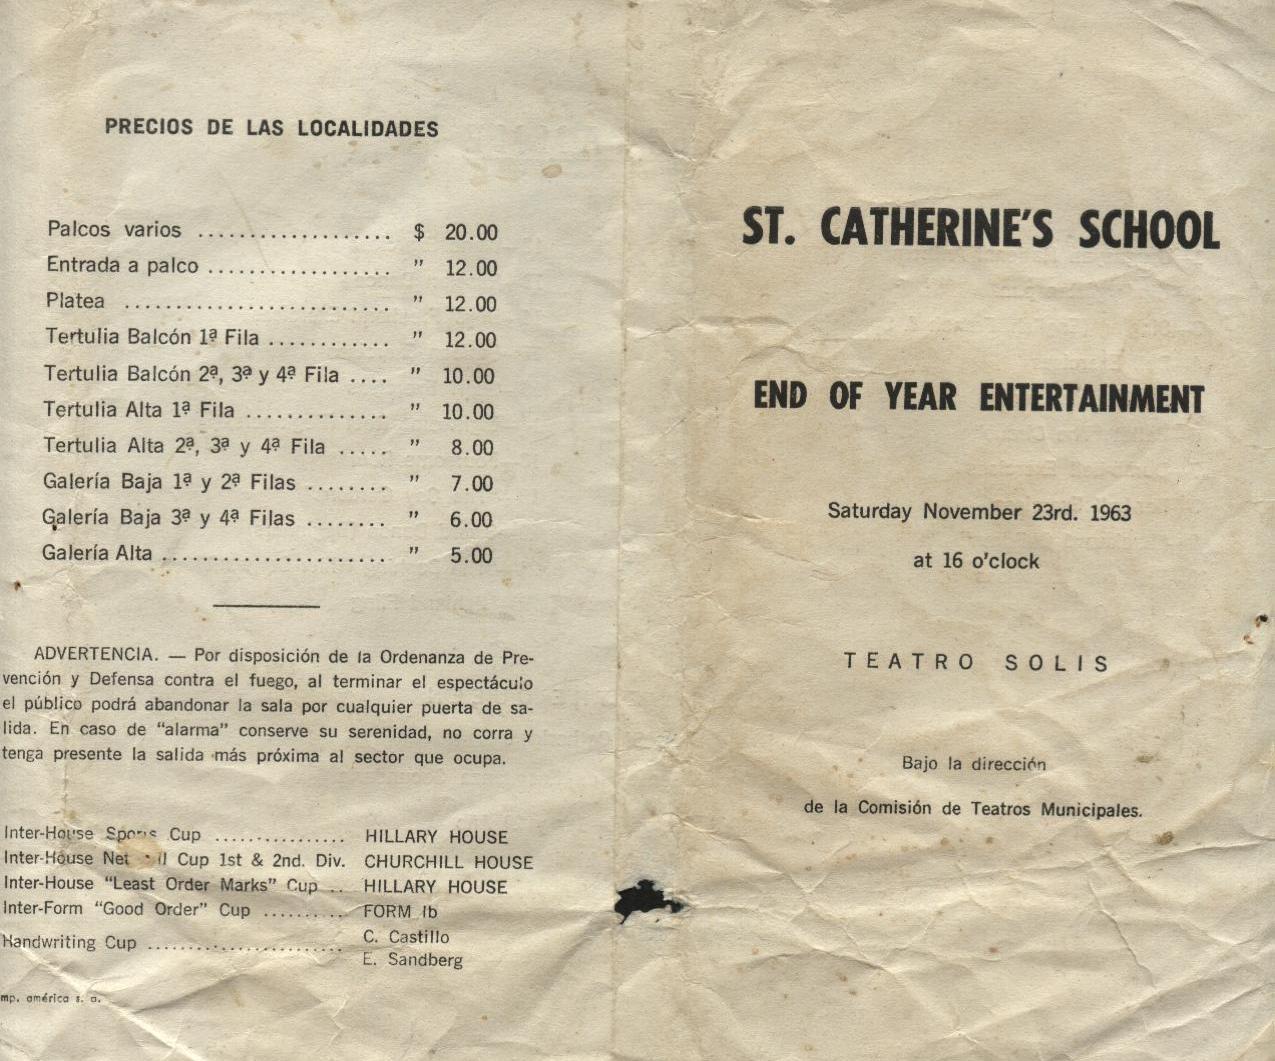 PRECIOS DE LAS LOCALIDADES
Palcos varios ................... $ 20.00
Entrada a palco .................. " 12.00
Platea ......................... " 12.00
Tertulia Balcón 1ª Fila ............ " 12.00
Tertulia Balcón 2ª, 3ª y 4ª Fila .... " 10.00
Tertulia Alta 1ª Fila .............. " 10.00
Tertulia Alta 2ª, 3ª y 4ª Fila ..... " 8.00
Galería Baja 1ª y 2ª Filas ........ " 7.00
Galería Baja 3ª y 4ª Filas ........ " 6.00
Galería Alta ...................... " 5.00
ADVERTENCIA. — Por disposición de la Ordenanza de Pre-
vención y Defensa contra el fuego, al terminar el espectáculo
el público podrá abandonar la sala por cualquier puerta de sa-
lida. En caso de "alarma" conserve su serenidad, no corra y
tenga presente la salida más próxima al sector que ocupa.
Inter-House Sports Cup .............. HILLARY HOUSE
Inter-House Cup 1st & 2nd. Div. CHURCHILL HOUSE
Inter-House "Least Order Marks" Cup .. HILLARY HOUSE
Inter-Form "Good Order" Cup .......... FORM Ib
Handwriting Cup ....................... C. Castillo
E. Sandberg
mp. américa s. a.
ST. CATHERINE'S SCHOOL
END OF YEAR ENTERTAINMENT
Saturday November 23rd. 1963
at 16 o'clock
TEATRO SOLIS
Bajo la dirección
de la Comisión de Teatros Municipales.